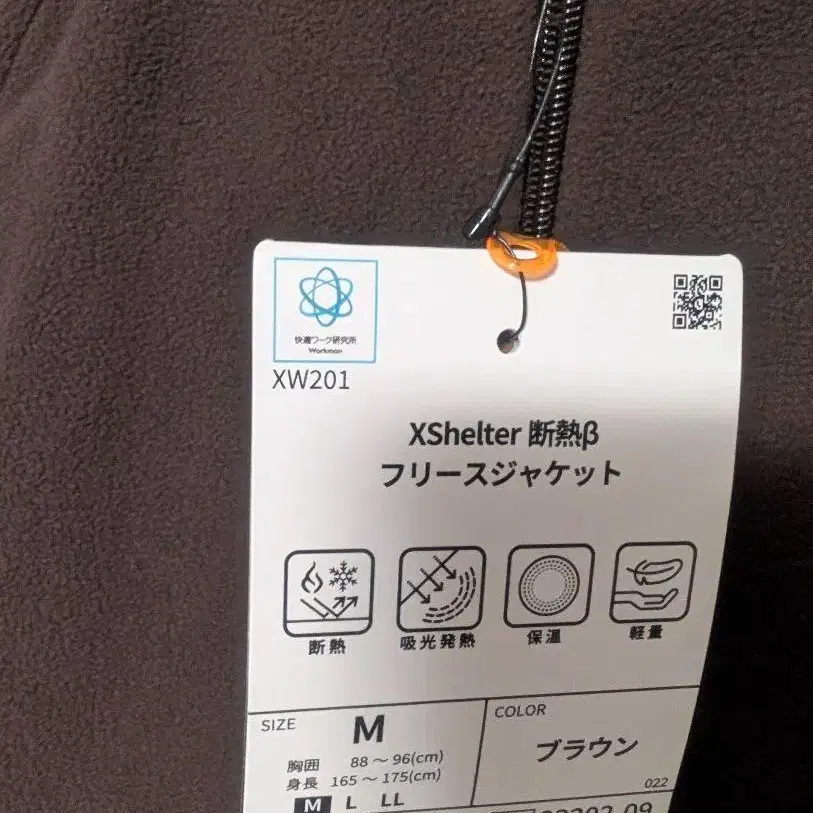 快適ワーク研究所
Workman
XW201
XShelter 断熱β
フリースジャケット
断熱
吸光発熱
保温
軽量
SIZE
M
胸囲 88～96(cm)
身長 165～175(cm)
M L LL
COLOR
ブラウン
022